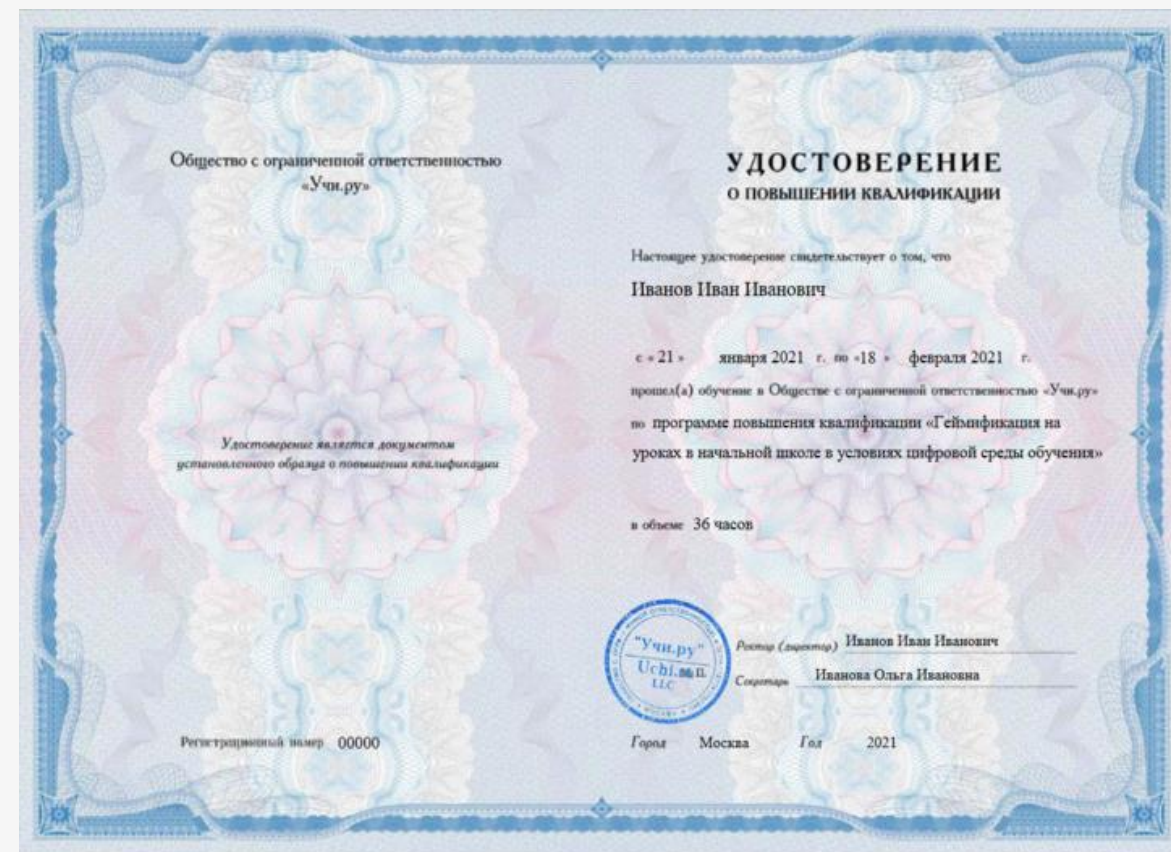 Общество с ограниченной ответственностью
«Учи.ру»
Удостоверение является документом
установленного образца о повышении квалификации
Регистрационный номер 00000
УДОСТОВЕРЕНИЕ
О ПОВЫШЕНИИ КВАЛИФИКАЦИИ
Настоящее удостоверение свидетельствует о том, что
Иванов Иван Иванович
с «21» января 2021 г. по «18» февраля 2021 г.
прошел(а) обучение в Обществе с ограниченной ответственностью «Учи.ру»
по программе повышения квалификации «Геймификация на
уроках в начальной школе в условиях цифровой среды обучения»
в объеме 36 часов
"Учи.ру"
Uchi.
М.П.
LLC
Ректор (директор) Иванов Иван Иванович
Секретарь Иванова Ольга Ивановна
Город Москва Год 2021